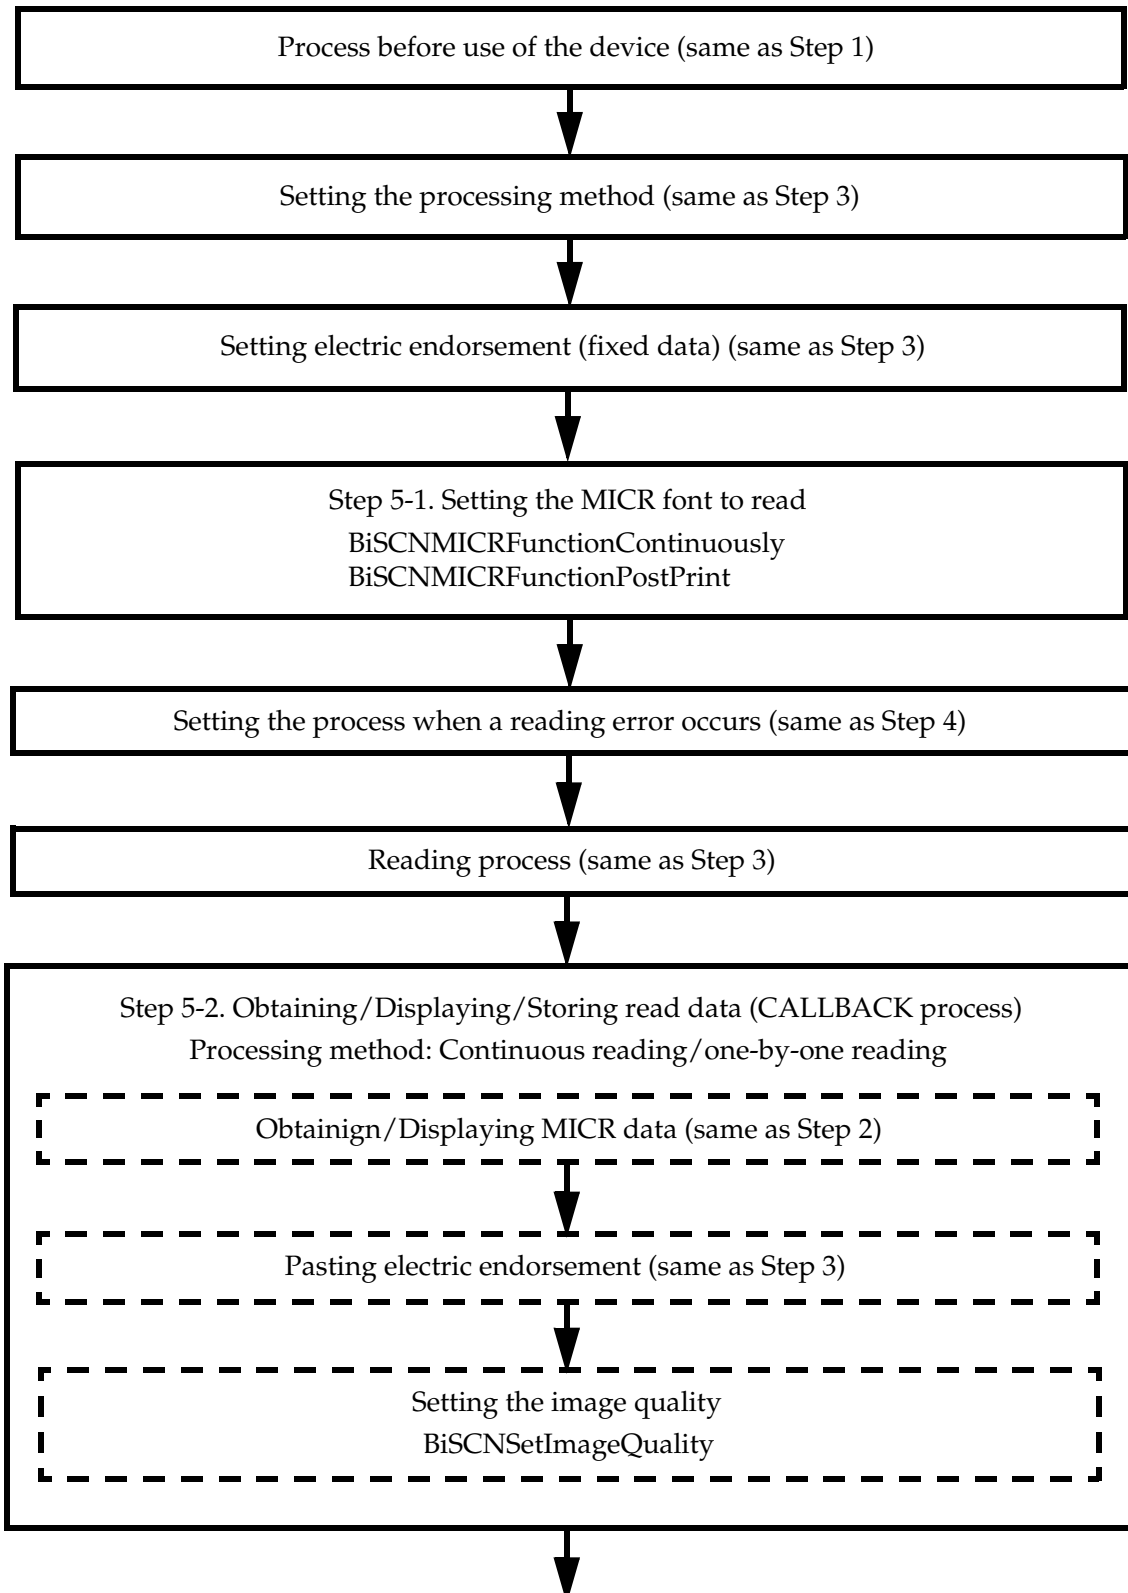 Process before use of the device (same as Step 1)
Setting the processing method (same as Step 3)
Setting electric endorsement (fixed data) (same as Step 3)
Step 5-1. Setting the MICR font to read
BiSCNMICRFunctionContinuously
BiSCNMICRFunctionPostPrint
Setting the process when a reading error occurs (same as Step 4)
Reading process (same as Step 3)
Step 5-2. Obtaining/Displaying/Storing read data (CALLBACK process)
Processing method: Continuous reading/one-by-one reading
Obtainign/Displaying MICR data (same as Step 2)
Pasting electric endorsement (same as Step 3)
Setting the image quality
BiSCNSetImageQuality